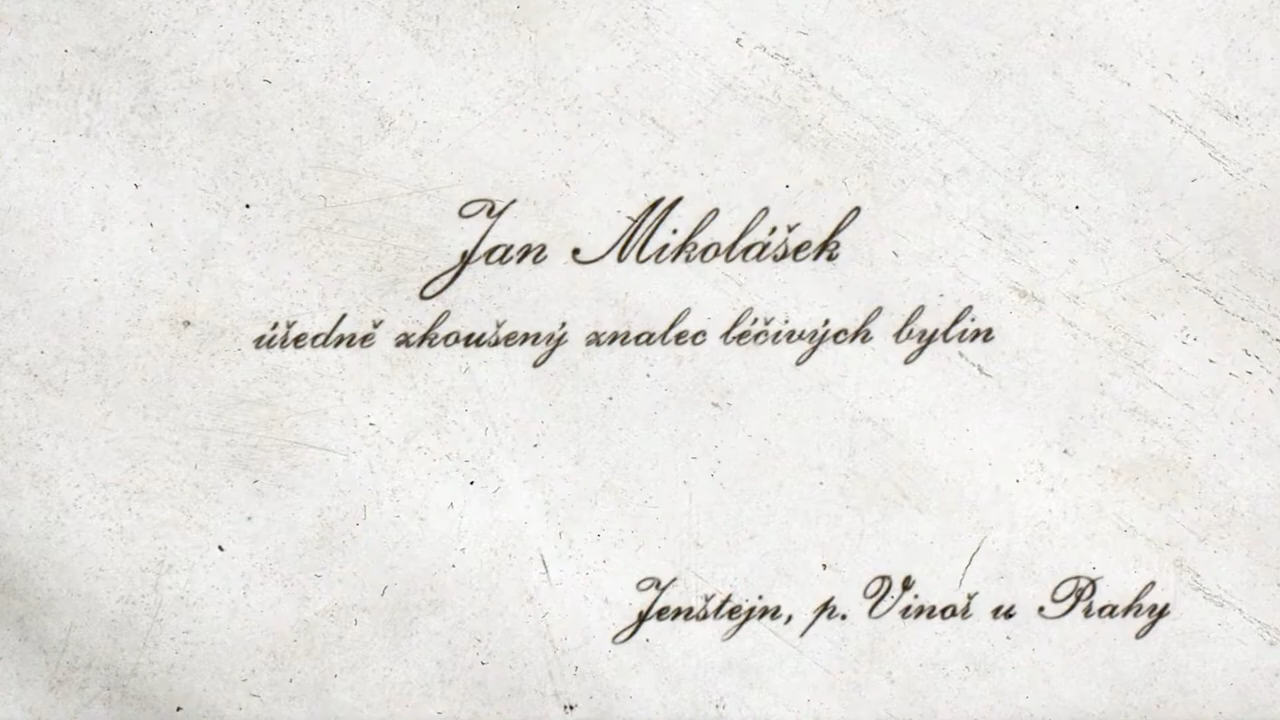 Jan Mikolášek
úředně zkoušený znalec léčivých bylin
Jenštejn, p. Vinoř u Prahy